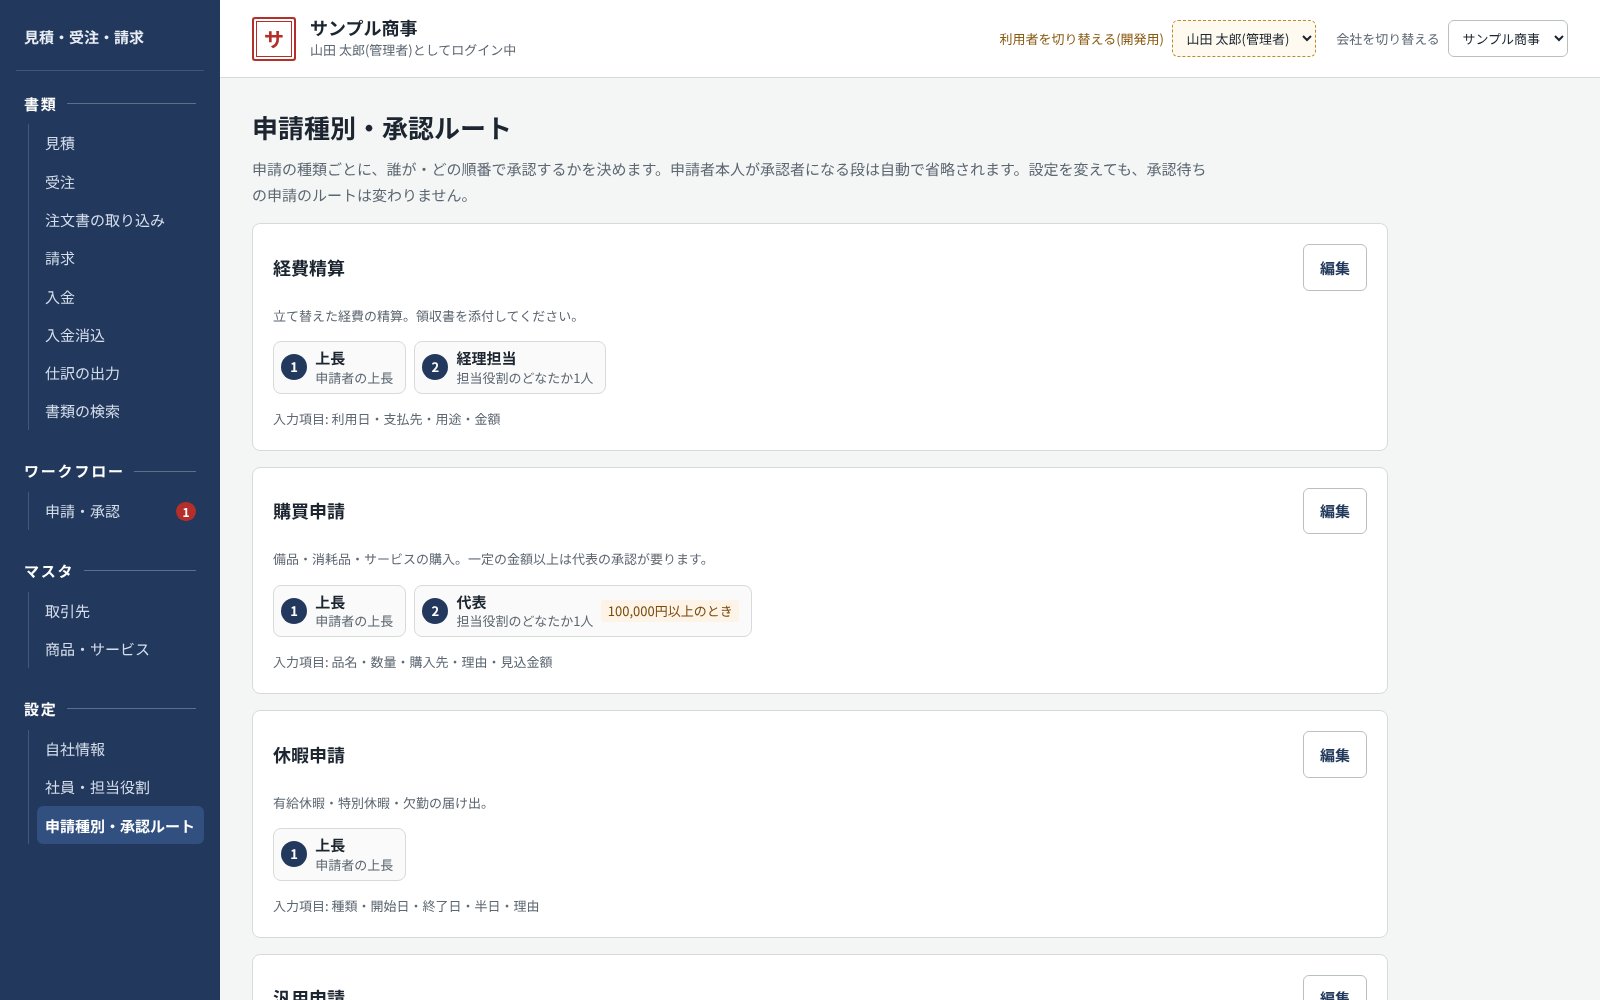 見積・受注・請求
書類
見積
受注
注文書の取り込み
請求
入金
入金消込
仕訳の出力
書類の検索
ワークフロー
申請・承認 1
マスタ
取引先
商品・サービス
設定
自社情報
社員・担当役割
申請種別・承認ルート
サ
サンプル商事
山田 太郎(管理者)としてログイン中
利用者を切り替える(開発用) 山田 太郎(管理者) 会社を切り替える サンプル商事
申請種別・承認ルート
申請の種類ごとに、誰が・どの順番で承認するかを決めます。申請者本人が承認者になる段は自動で省略されます。設定を変えても、承認待ち
の申請のルートは変わりません。
経費精算 編集
立て替えた経費の精算。領収書を添付してください。
1 上長
申請者の上長
2 経理担当
担当役割のどなたか1人
入力項目: 利用日・支払先・用途・金額
購買申請 編集
備品・消耗品・サービスの購入。一定の金額以上は代表の承認が要ります。
1 上長
申請者の上長
2 代表
担当役割のどなたか1人 100,000円以上のとき
入力項目: 品名・数量・購入先・理由・見込金額
休暇申請 編集
有給休暇・特別休暇・欠勤の届け出。
1 上長
申請者の上長
入力項目: 種類・開始日・終了日・半日・理由
汎用申請 編集